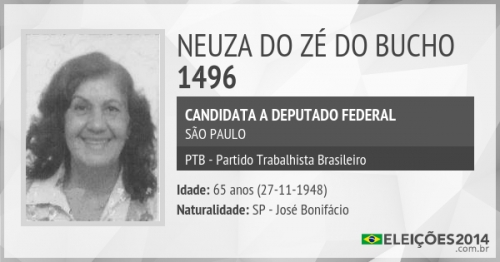 NEUZA DO ZÉ DO BUCHO
1496
CANDIDATA A DEPUTADO FEDERAL
SÃO PAULO
PTB - Partido Trabalhista Brasileiro
Idade: 65 anos (27-11-1948)
Naturalidade: SP - José Bonifácio
ELEIÇÕES2014
.com.br